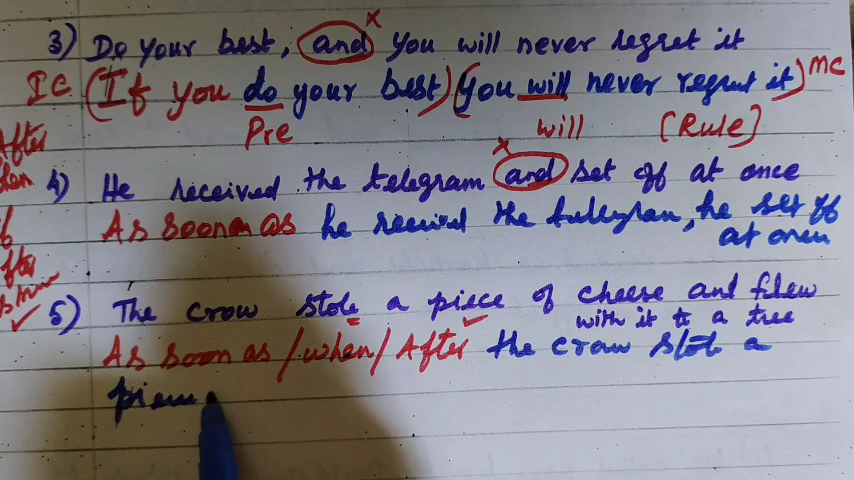 3) Do your best, and x you will never regret it
IC (If you do your best) (you will never regret it) MC
Pre will [Rule]
After
4) He received the telegram and x set off at once
As soon as he received the telegram, he set off
at once
After
5) The crow stole a piece of cheese and flew
with it to a tree
As soon as / when / After the crow stole a
piece